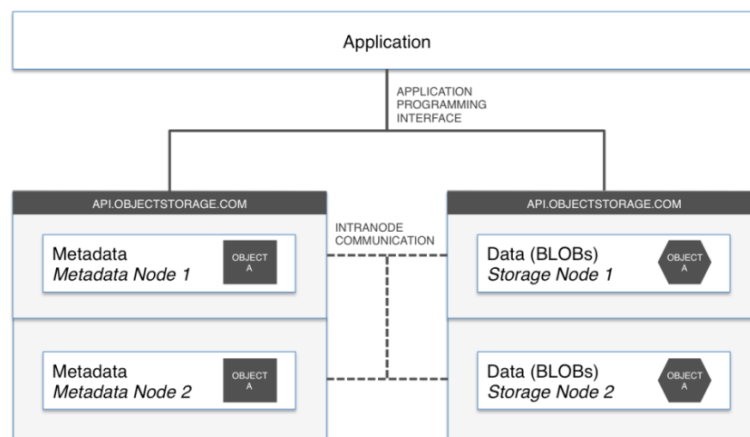 Application
APPLICATION
PROGRAMMING
INTERFACE
API.OBJECTSTORAGE.COM
Metadata
Metadata Node 1
OBJECT
A
INTRANODE
COMMUNICATION
API.OBJECTSTORAGE.COM
Data (BLOBs)
Storage Node 1
OBJECT
A
Metadata
Metadata Node 2
OBJECT
A
Data (BLOBs)
Storage Node 2
OBJECT
A